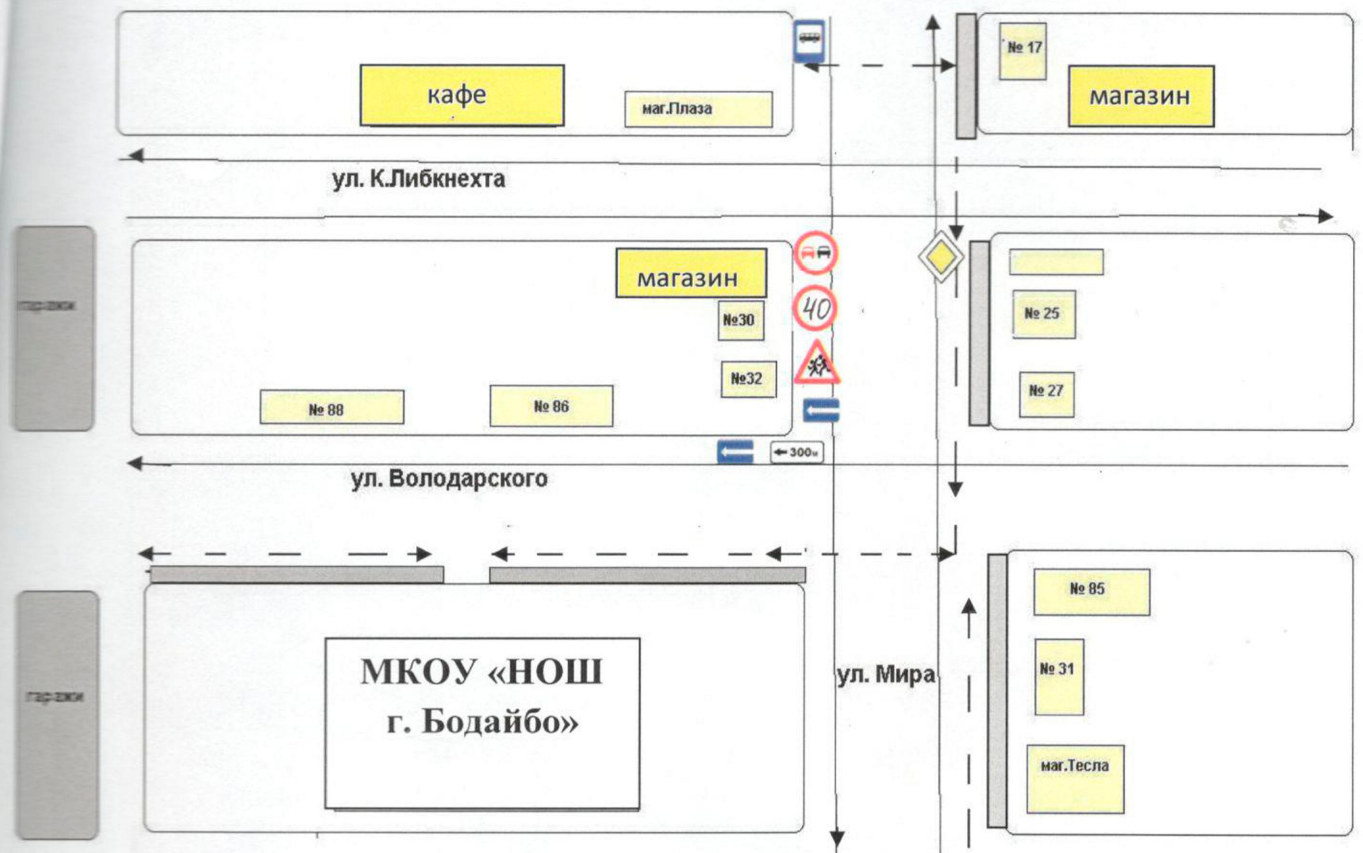 № 17
кафе
маг.Плаза
магазин
ул. К.Либкнехта
гаражи
магазин
№30
40
№ 25
№32
№ 27
№ 88
№ 86
300м
ул. Володарского
№ 85
МКОУ «НОШ
г. Бодайбо»
ул. Мира
№ 31
гаражи
маг.Тесла